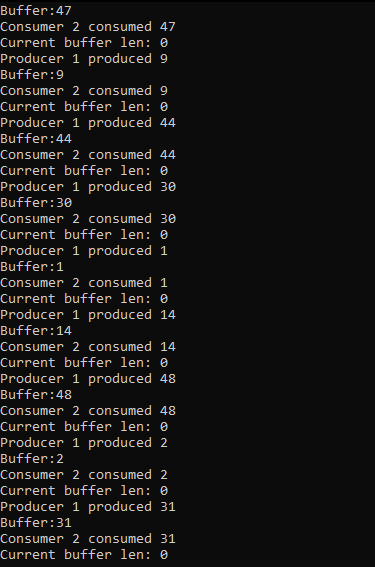 Buffer:47
Consumer 2 consumed 47
Current buffer len: 0
Producer 1 produced 9
Buffer:9
Consumer 2 consumed 9
Current buffer len: 0
Producer 1 produced 44
Buffer:44
Consumer 2 consumed 44
Current buffer len: 0
Producer 1 produced 30
Buffer:30
Consumer 2 consumed 30
Current buffer len: 0
Producer 1 produced 1
Buffer:1
Consumer 2 consumed 1
Current buffer len: 0
Producer 1 produced 14
Buffer:14
Consumer 2 consumed 14
Current buffer len: 0
Producer 1 produced 48
Buffer:48
Consumer 2 consumed 48
Current buffer len: 0
Producer 1 produced 2
Buffer:2
Consumer 2 consumed 2
Current buffer len: 0
Producer 1 produced 31
Buffer:31
Consumer 2 consumed 31
Current buffer len: 0